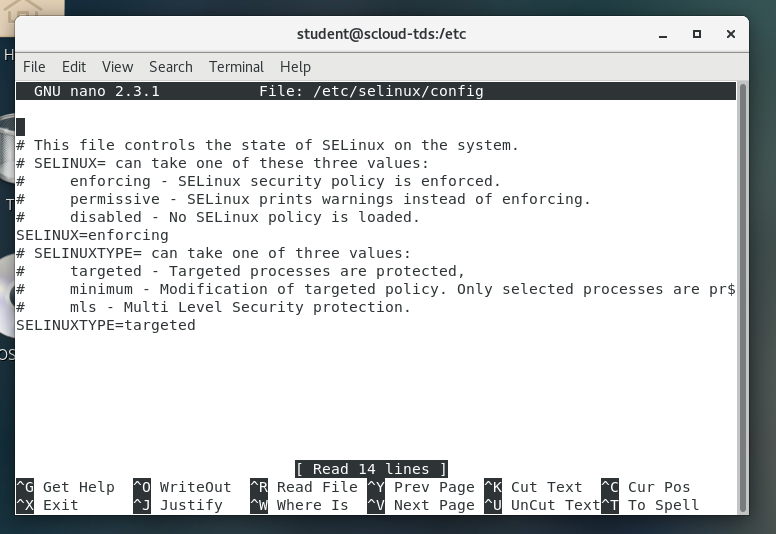 H
student@scloud-tds:/etc
File Edit View Search Terminal Help
GNU nano 2.3.1 File: /etc/selinux/config
# This file controls the state of SELinux on the system.
# SELINUX= can take one of these three values:
#     enforcing - SELinux security policy is enforced.
#     permissive - SELinux prints warnings instead of enforcing.
#     disabled - No SELinux policy is loaded.
SELINUX=enforcing
# SELINUXTYPE= can take one of three values:
#     targeted - Targeted processes are protected,
#     minimum - Modification of targeted policy. Only selected processes are pr$
#     mls - Multi Level Security protection.
SELINUXTYPE=targeted
T
OS
[ Read 14 lines ]
^G Get Help ^O WriteOut ^R Read File ^Y Prev Page ^K Cut Text ^C Cur Pos
^X Exit ^J Justify ^W Where Is ^V Next Page ^U UnCut Text ^T To Spell